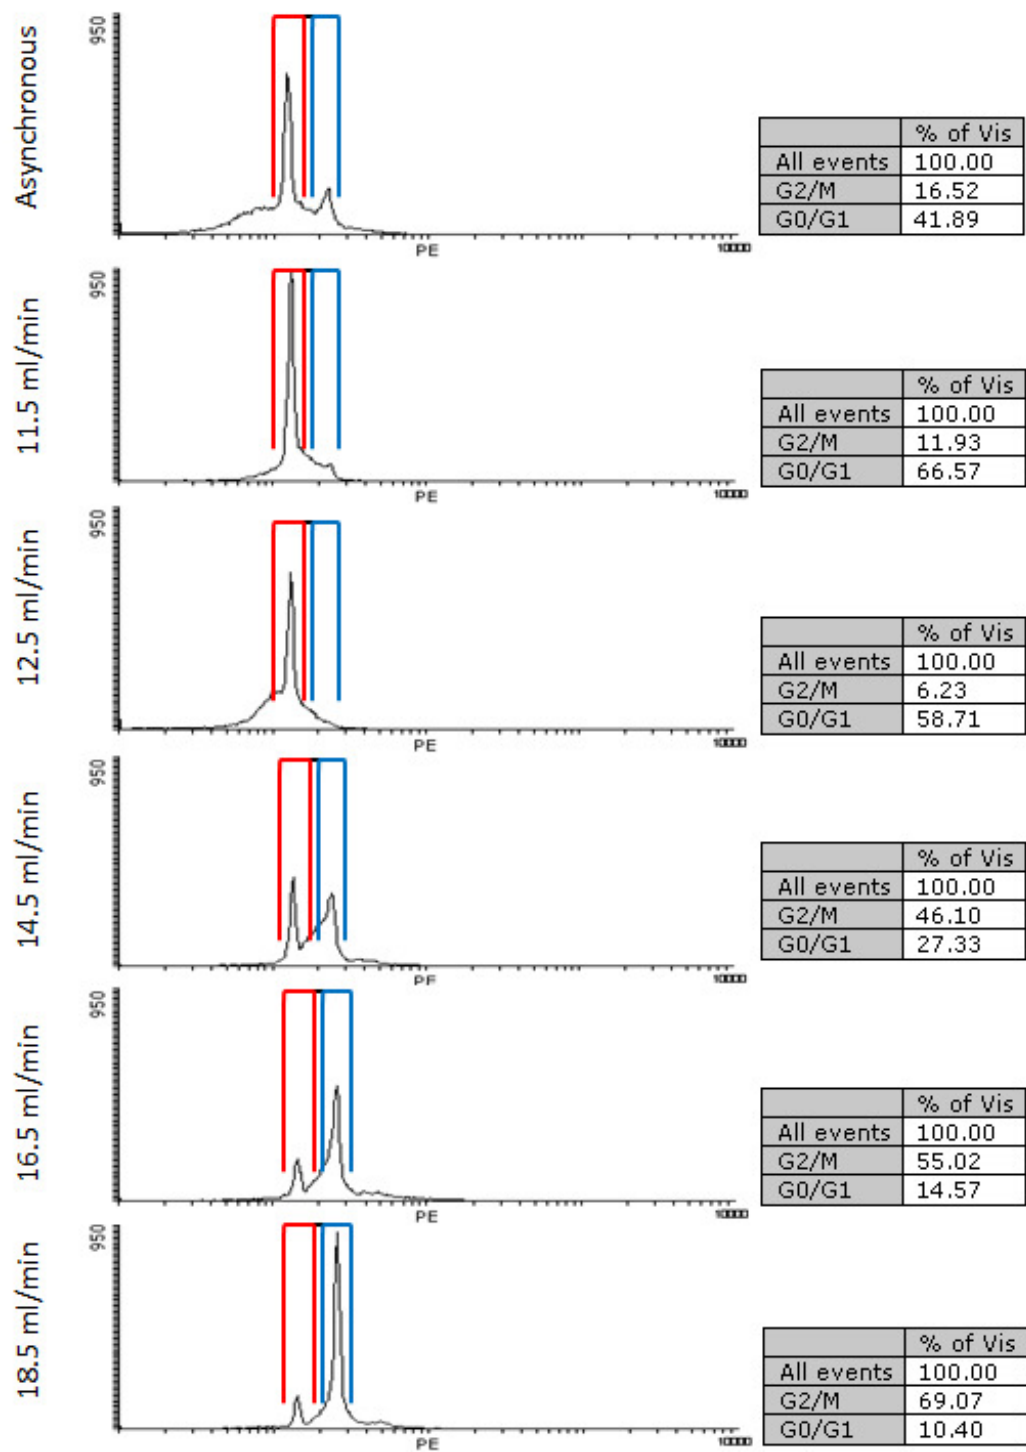 Asynchronous
950
PE
10000
% of Vis
All events 100.00
G2/M 16.52
G0/G1 41.89
11.5 ml/min
950
PE
10000
% of Vis
All events 100.00
G2/M 11.93
G0/G1 66.57
12.5 ml/min
950
PE
10000
% of Vis
All events 100.00
G2/M 6.23
G0/G1 58.71
14.5 ml/min
950
PE
10000
% of Vis
All events 100.00
G2/M 46.10
G0/G1 27.33
16.5 ml/min
950
PE
10000
% of Vis
All events 100.00
G2/M 55.02
G0/G1 14.57
18.5 ml/min
950
PE
10000
% of Vis
All events 100.00
G2/M 69.07
G0/G1 10.40